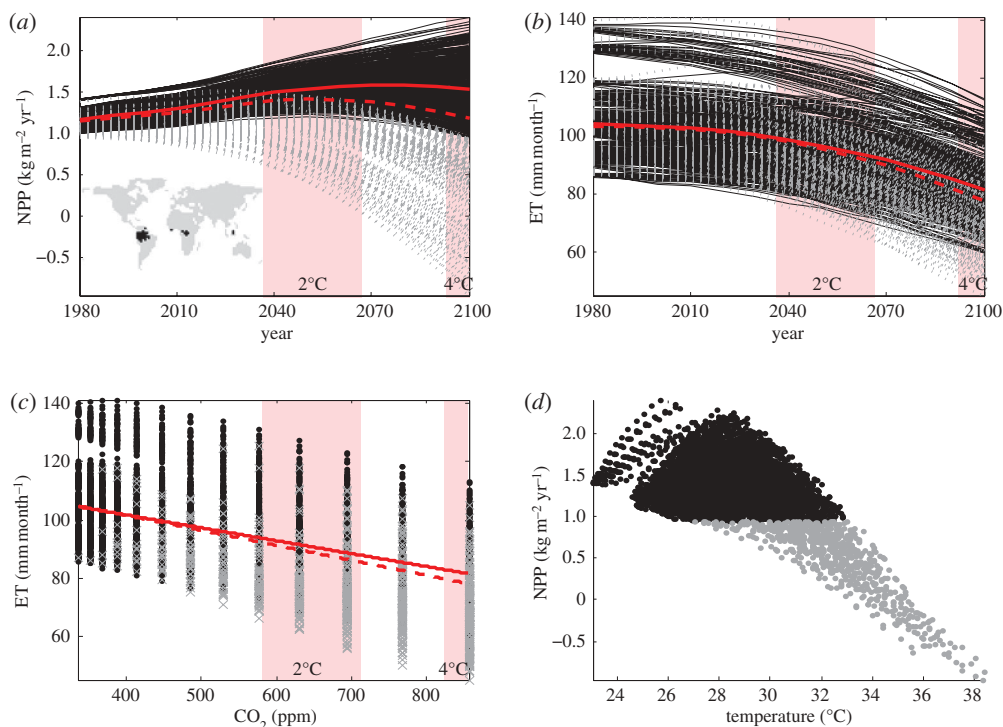 (a)
2.0
1.5
1.0
0.5
0
−0.5
NPP (kg m−2 yr−1)
2°C
4°C
1980
2010
2040
2070
2100
year
(b)
140
120
100
80
60
ET (mm month−1)
2°C
4°C
1980
2010
2040
2070
2100
year
(c)
140
120
100
80
60
ET (mm month−1)
2°C
4°C
400
500
600
700
800
CO2 (ppm)
(d)
2.0
1.5
1.0
0.5
0
−0.5
NPP (kg m−2 yr−1)
24
26
28
30
32
34
36
38
temperature (°C)